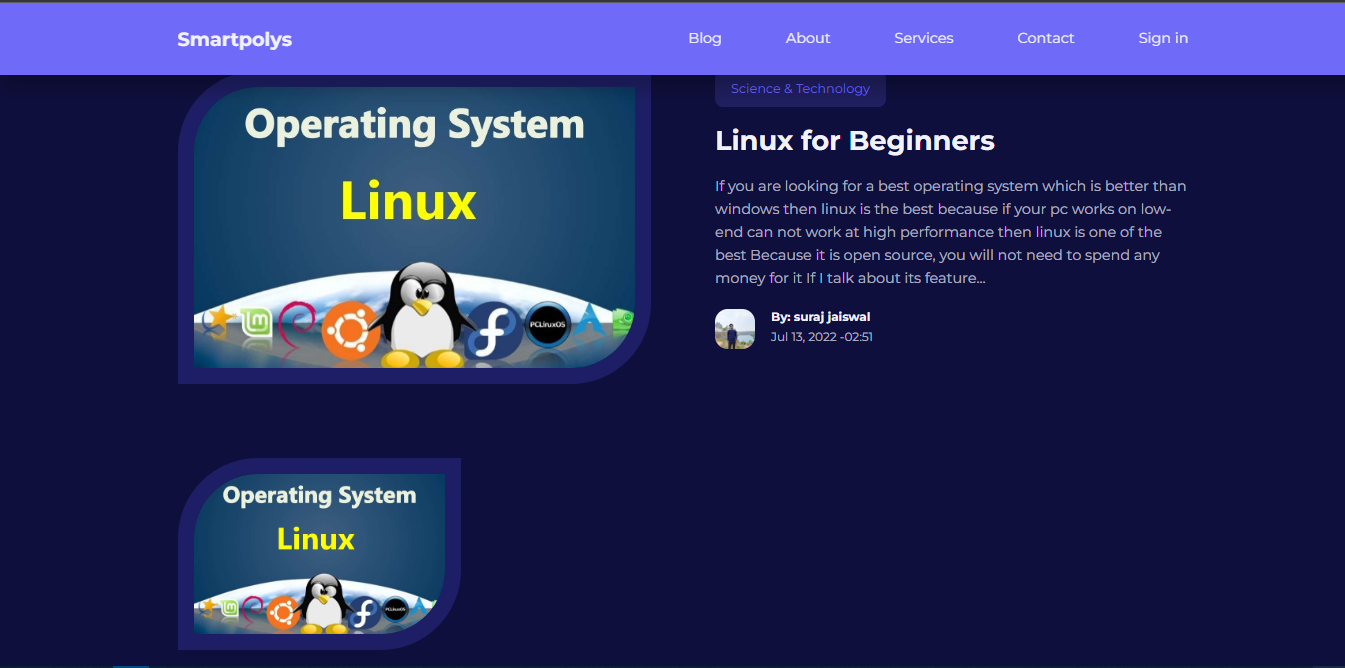 Smartpolys
Blog
About
Services
Contact
Sign in
Operating System
Linux
PCLinuxOS
Science & Technology
Linux for Beginners
If you are looking for a best operating system which is better than
windows then linux is the best because if your pc works on low-
end can not work at high performance then linux is one of the
best Because it is open source, you will not need to spend any
money for it If I talk about its feature...
By: suraj jaiswal
Jul 13, 2022 -02:51
Operating System
Linux
PCLinuxOS